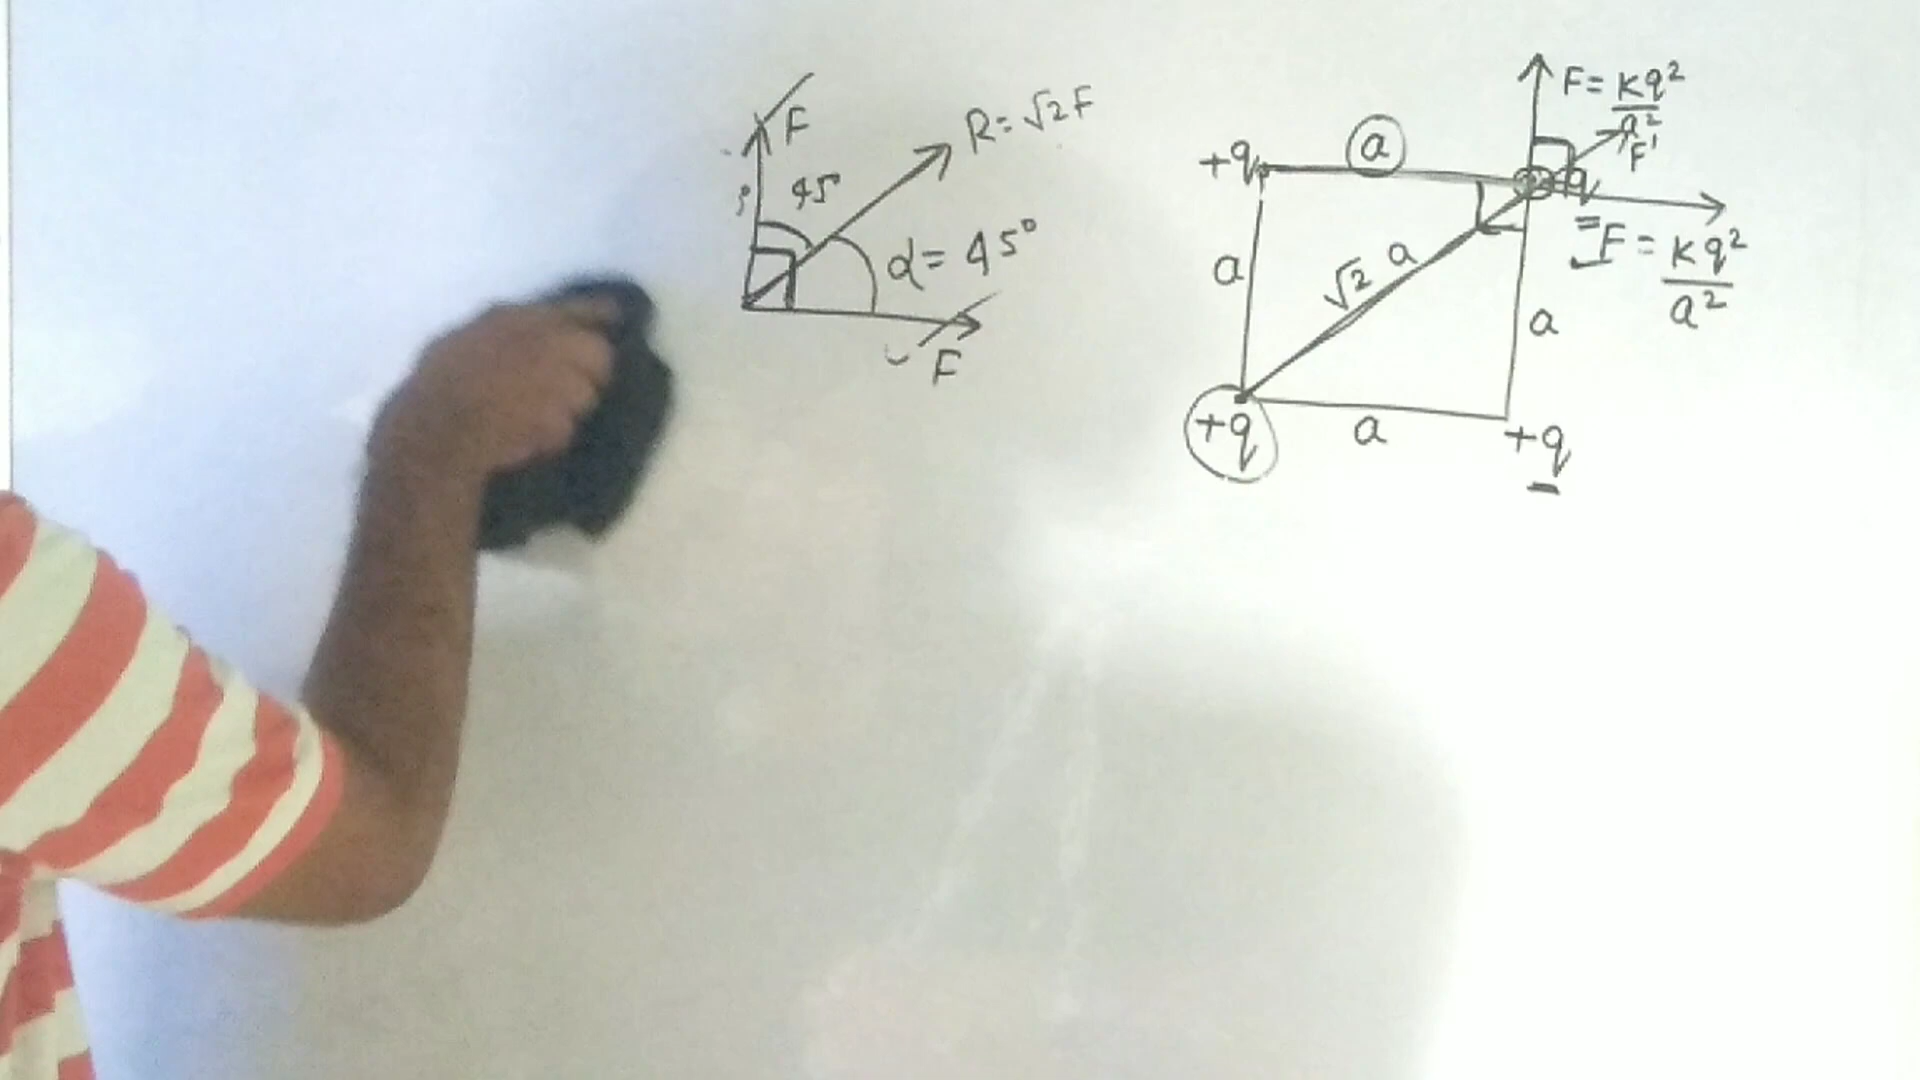 F
45
R = √2 F
α = 45°
F
+q
a
F = kq²
a²
F'
q
F = kq²
a²
a
√2 a
a
+q
a
+q